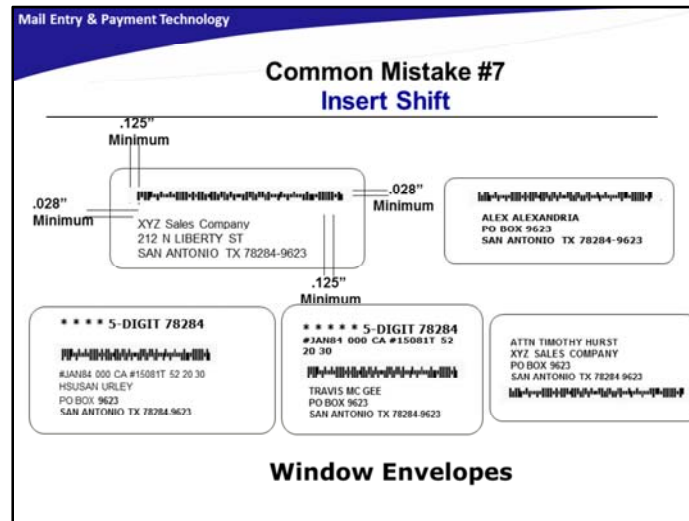 Mail Entry & Payment Technology
Common Mistake #7
Insert Shift
.125”
Minimum
.028”
Minimum
.028”
Minimum
XYZ Sales Company
212 N LIBERTY ST
SAN ANTONIO TX 78284-9623
.125”
Minimum
ALEX ALEXANDRIA
PO BOX 9623
SAN ANTONIO TX 78284-9623
* * * * 5-DIGIT 78284
#JAN84 000 CA #15081T 52 20 30
HSUSAN URLEY
PO BOX 9623
SAN ANTONIO TX 78284-9623
* * * * * 5-DIGIT 78284
#JAN84 000 CA #15081T 52
20 30
TRAVIS MC GEE
PO BOX 9623
SAN ANTONIO TX 78284-9623
ATTN TIMOTHY HURST
XYZ SALES COMPANY
PO BOX 9623
SAN ANTONIO TX 78284-9623
Window Envelopes